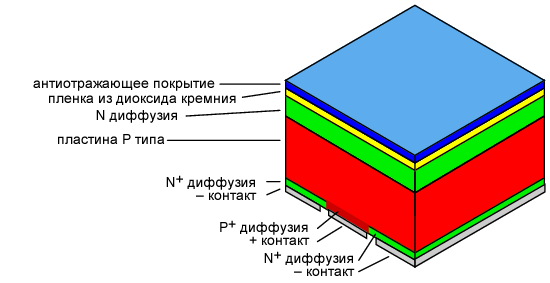 антиотражающее покрытие
пленка из диоксида кремния
N диффузия
пластина P типа
N+ диффузия
– контакт
P+ диффузия
+ контакт
N+ диффузия
– контакт